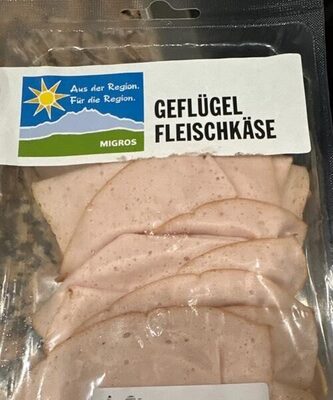 Aus der Region.
Für die Region.
MIGROS
GEFLÜGEL
FLEISCHKÄSE